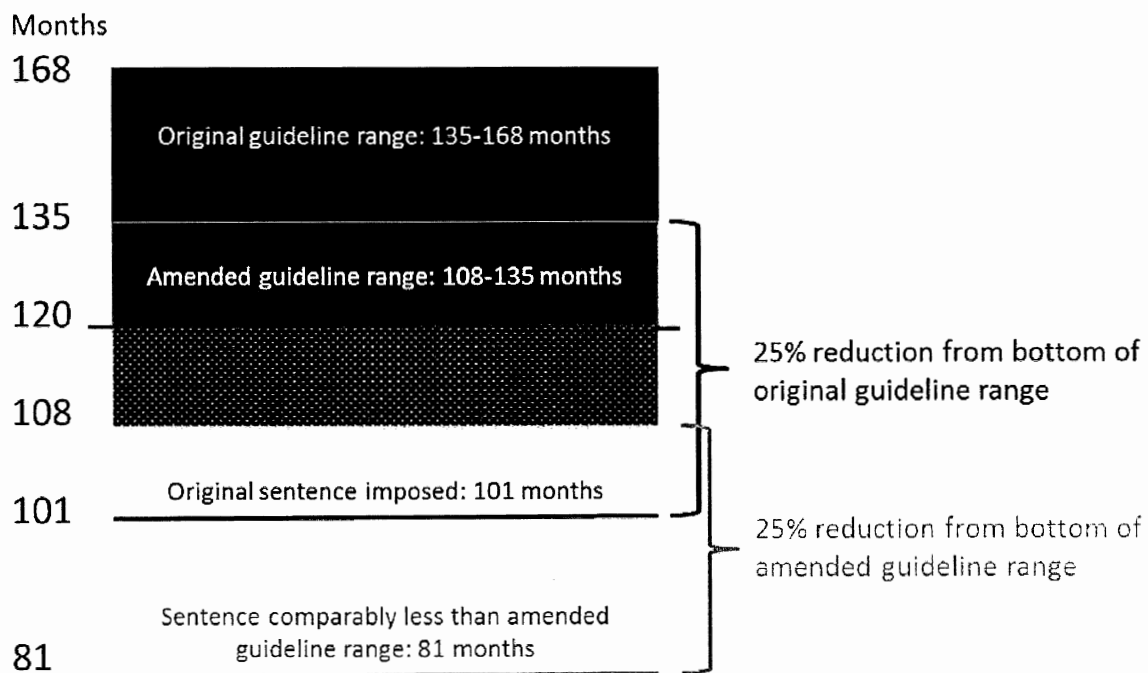 Months
168
Original guideline range: 135-168 months
135
Amended guideline range: 108-135 months
120
25% reduction from bottom of
original guideline range
108
Original sentence imposed: 101 months
101
25% reduction from bottom of
amended guideline range
Sentence comparably less than amended
guideline range: 81 months
81